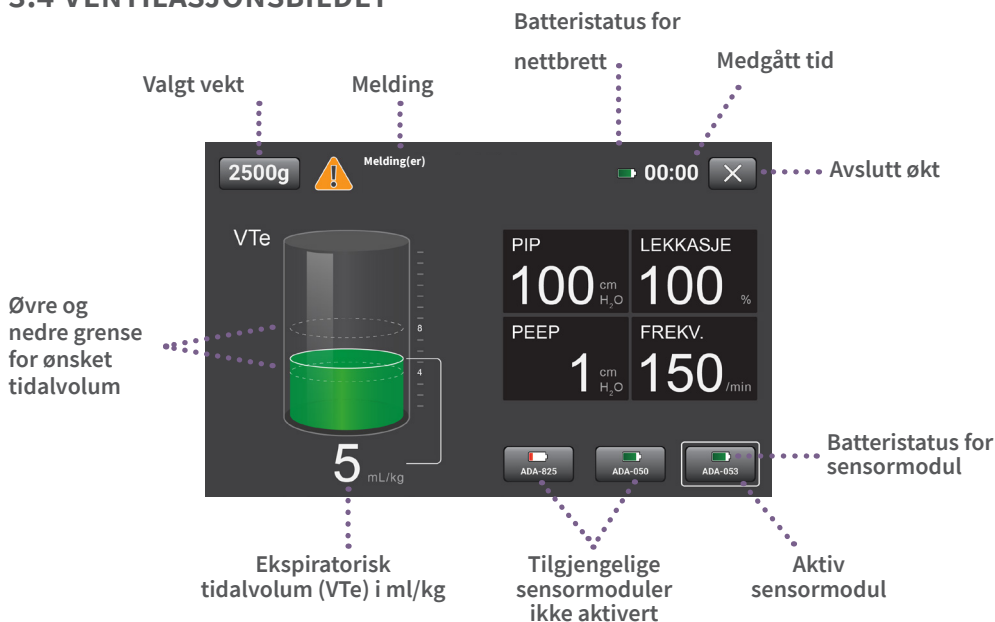 3.4 VENTILASJONSBILDET
Batteristatus for
nettbrett
Medgått tid
Valgt vekt
Melding
2500g
Melding(er)
00:00
Avslutt økt
VTe
PIP
100 cm H2O
LEKKASJE
100 %
Øvre og
nedre grense
for ønsket
tidalvolum
8
4
PEEP
1 cm H2O
FREKV.
150 /min
5 mL/kg
ADA-825
ADA-050
ADA-053
Batteristatus for
sensormodul
Ekspiratorisk
tidalvolum (VTe) i ml/kg
Tilgjengelige
sensormoduler
ikke aktivert
Aktiv
sensormodul